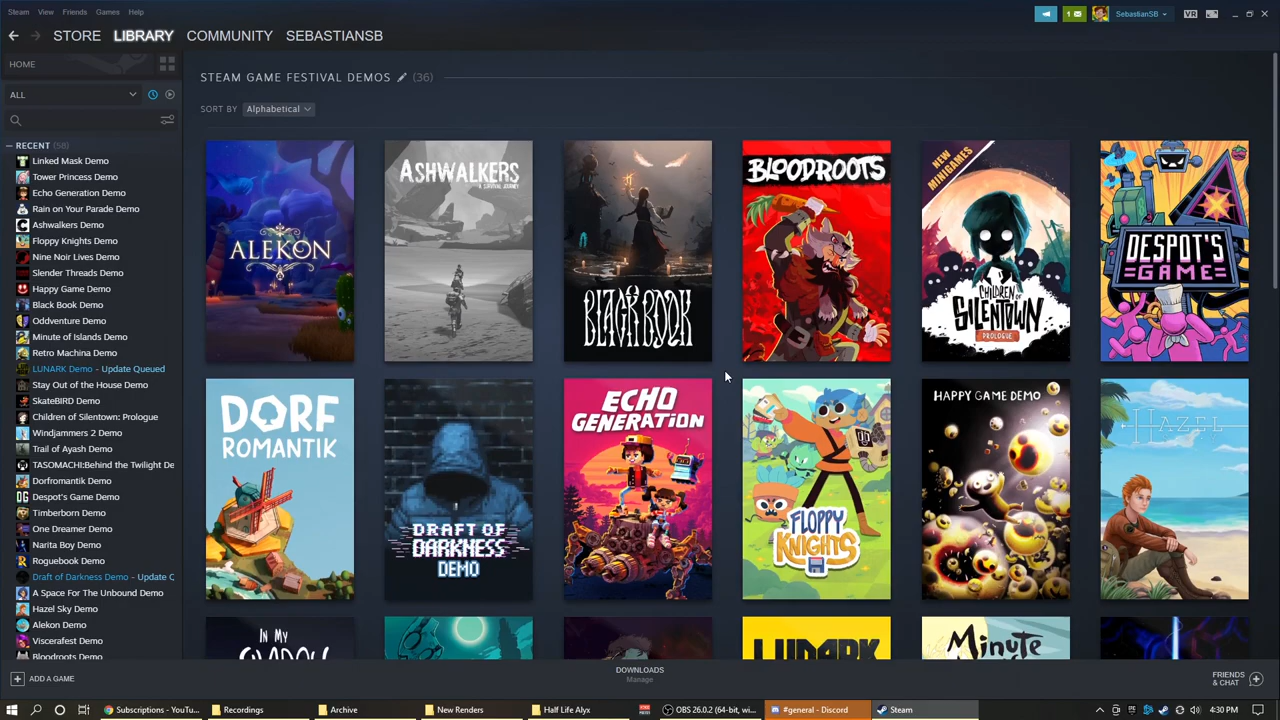 Steam View Friends Games Help
1 SebastianSB VR
STORE LIBRARY COMMUNITY SEBASTIANSB
HOME
ALL
RECENT (58)
Linked Mask Demo
Tower Princess Demo
Echo Generation Demo
Rain on Your Parade Demo
Ashwalkers Demo
Floppy Knights Demo
Nine Noir Lives Demo
Slender Threads Demo
Happy Game Demo
Black Book Demo
Oddventure Demo
Minute of Islands Demo
Retro Machina Demo
LUNARK Demo - Update Queued
Stay Out of the House Demo
SkateBIRD Demo
Children of Silentown: Prologue
Windjammers 2 Demo
Trail of Ayash Demo
TASOMACHI:Behind the Twilight De
Dorfromantik Demo
DG Despot's Game Demo
Timberborn Demo
One Dreamer Demo
Narita Boy Demo
Roguebook Demo
Draft of Darkness Demo - Update Q
A Space For The Unbound Demo
Hazel Sky Demo
Alekon Demo
Viscerafest Demo
Bloodroots Demo
STEAM GAME FESTIVAL DEMOS (36)
SORT BY Alphabetical
ALEKON
ASHWALKERS
A SURVIVAL JOURNEY
BLACK BOOK
BLOODROOTS
NEW
MINIGAMES
CHILDREN OF
SILENTOWN
PROLOGUE
DESPOT'S
GAME
DORF
ROMANTIK
DRAFT OF
DARKNESS
DEMO
ECHO
GENERATION
FLOPPY
KNIGHTS
HAPPY GAME DEMO
HAZEL
IN MY
SHADOW
LUNARK
Minute
ADD A GAME
DOWNLOADS
Manage
FRIENDS
& CHAT
Subscriptions - YouTu... Recordings Archive New Renders Half Life Alyx OBS 26.0.2 (64-bit, wi... #general - Discord Steam 4:30 PM